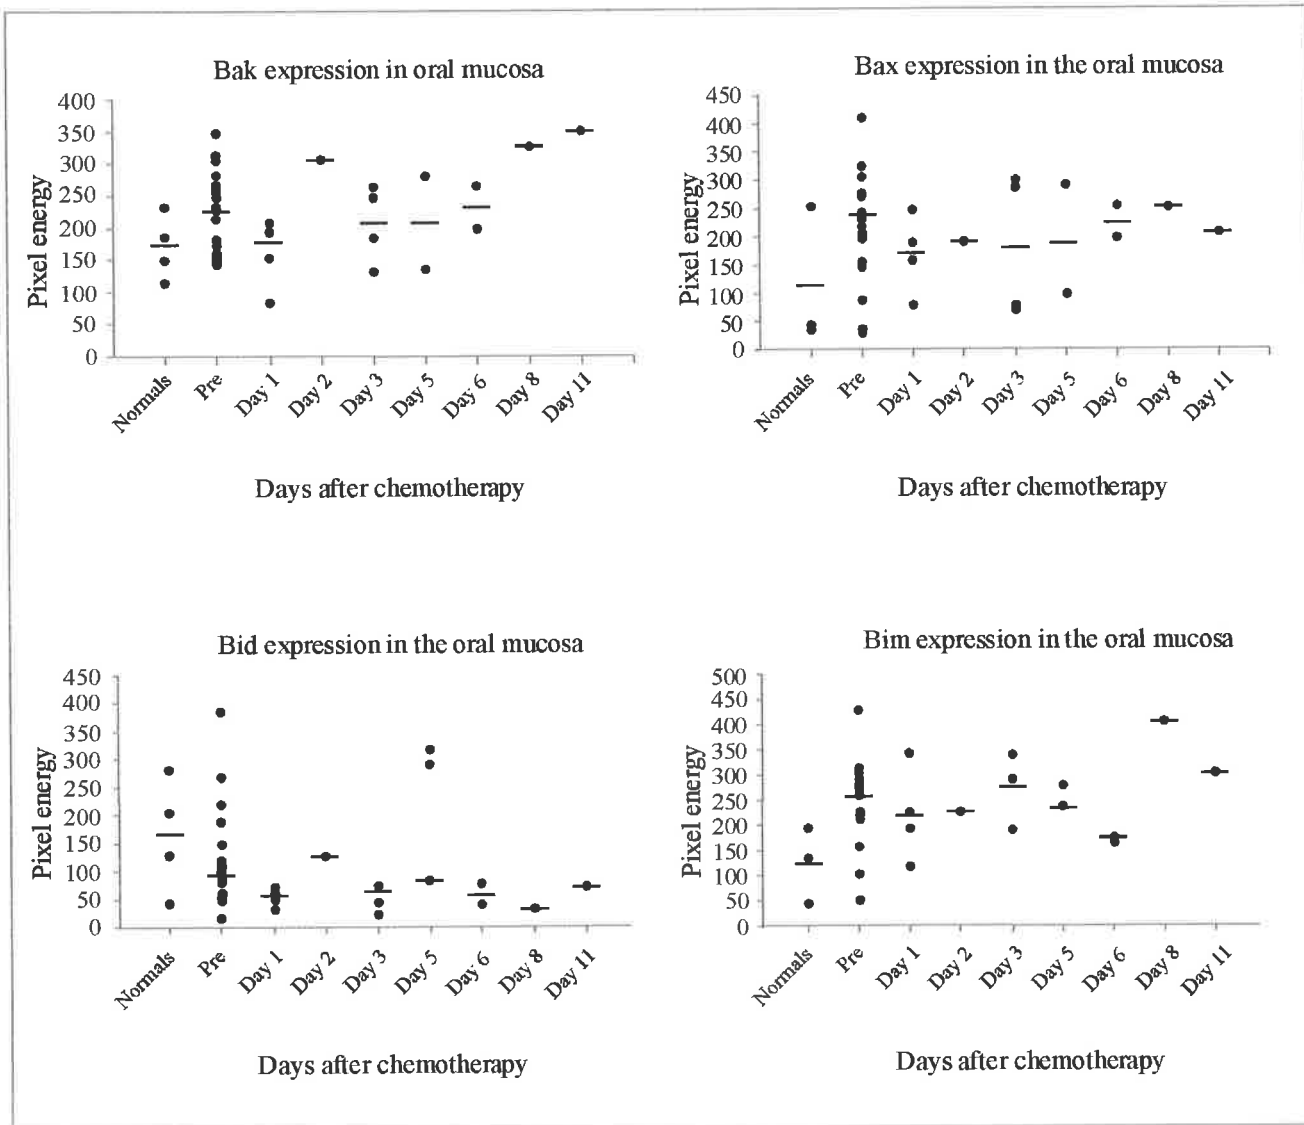 Bak expression in oral mucosa
Pixel energy
400
350
300
250
200
150
100
50
0
Normals
Pre
Day 1
Day 2
Day 3
Day 5
Day 6
Day 8
Day 11
Days after chemotherapy
Bax expression in the oral mucosa
Pixel energy
450
400
350
300
250
200
150
100
50
0
Normals
Pre
Day 1
Day 2
Day 3
Day 5
Day 6
Day 8
Day 11
Days after chemotherapy
Bid expression in the oral mucosa
Pixel energy
450
400
350
300
250
200
150
100
50
0
Normals
Pre
Day 1
Day 2
Day 3
Day 5
Day 6
Day 8
Day 11
Days after chemotherapy
Bim expression in the oral mucosa
Pixel energy
500
450
400
350
300
250
200
150
100
50
0
Normals
Pre
Day 1
Day 2
Day 3
Day 5
Day 6
Day 8
Day 11
Days after chemotherapy